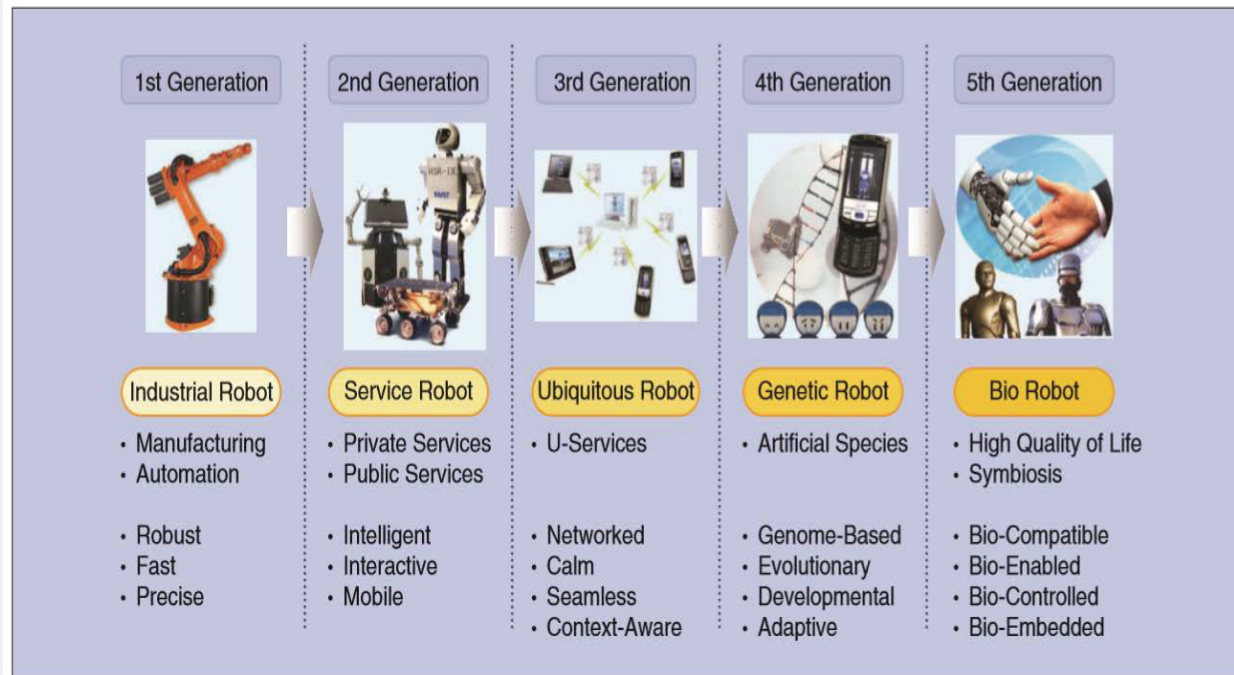 1st Generation
2nd Generation
3rd Generation
4th Generation
5th Generation
HSR-IX
Industrial Robot
• Manufacturing
• Automation
• Robust
• Fast
• Precise
Service Robot
• Private Services
• Public Services
• Intelligent
• Interactive
• Mobile
Ubiquitous Robot
• U-Services
• Networked
• Calm
• Seamless
• Context-Aware
Genetic Robot
• Artificial Species
• Genome-Based
• Evolutionary
• Developmental
• Adaptive
Bio Robot
• High Quality of Life
• Symbiosis
• Bio-Compatible
• Bio-Enabled
• Bio-Controlled
• Bio-Embedded